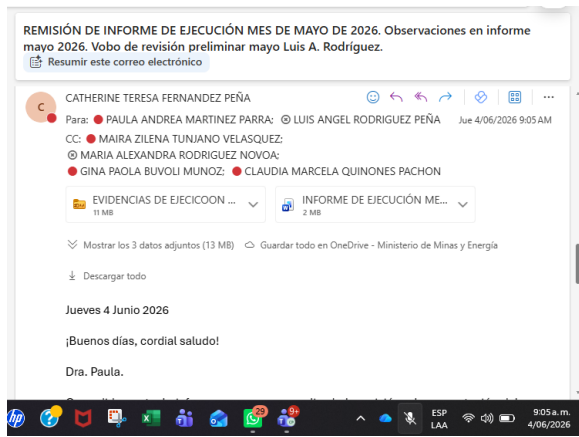 REMISIÓN DE INFORME DE EJECUCIÓN MES DE MAYO DE 2026. Observaciones en informe
mayo 2026. Vobo de revisión preliminar mayo Luis A. Rodríguez.
Resumir este correo electrónico
C
CATHERINE TERESA FERNANDEZ PEÑA
Para: PAULA ANDREA MARTINEZ PARRA; LUIS ANGEL RODRIGUEZ PEÑA Jue 4/06/2026 9:05 AM
CC: MAIRA ZILENA TUNJANO VELASQUEZ;
MARIA ALEXANDRA RODRIGUEZ NOVOA;
GINA PAOLA BUVOLI MUNOZ; CLAUDIA MARCELA QUINONES PACHON
EVIDENCIAS DE EJECICOON ...
11 MB
INFORME DE EJECUCIÓN ME...
2 MB
Mostrar los 3 datos adjuntos (13 MB) Guardar todo en OneDrive - Ministerio de Minas y Energía
Descargar todo
Jueves 4 Junio 2026
¡Buenos días, cordial saludo!
Dra. Paula.
hp
29
9+
ESP
LAA
9:05 a. m.
4/06/2026